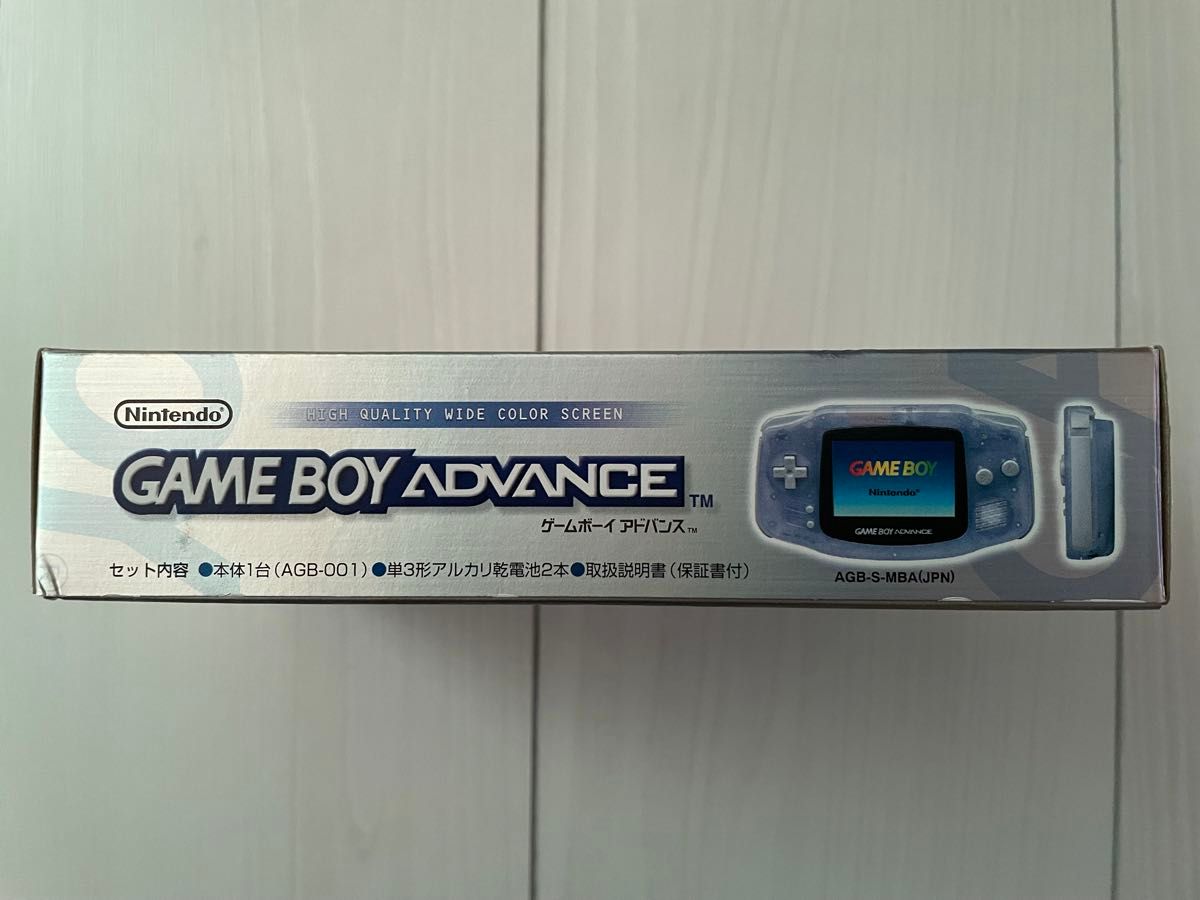 Nintendo®
HIGH QUALITY WIDE COLOR SCREEN
GAME BOY ADVANCE™
ゲームボーイ アドバンス™
セット内容 ●本体1台(AGB-001) ●単3形アルカリ乾電池2本 ●取扱説明書(保証書付)
GAME BOY
Nintendo®
GAME BOY ADVANCE
AGB-S-MBA(JPN)